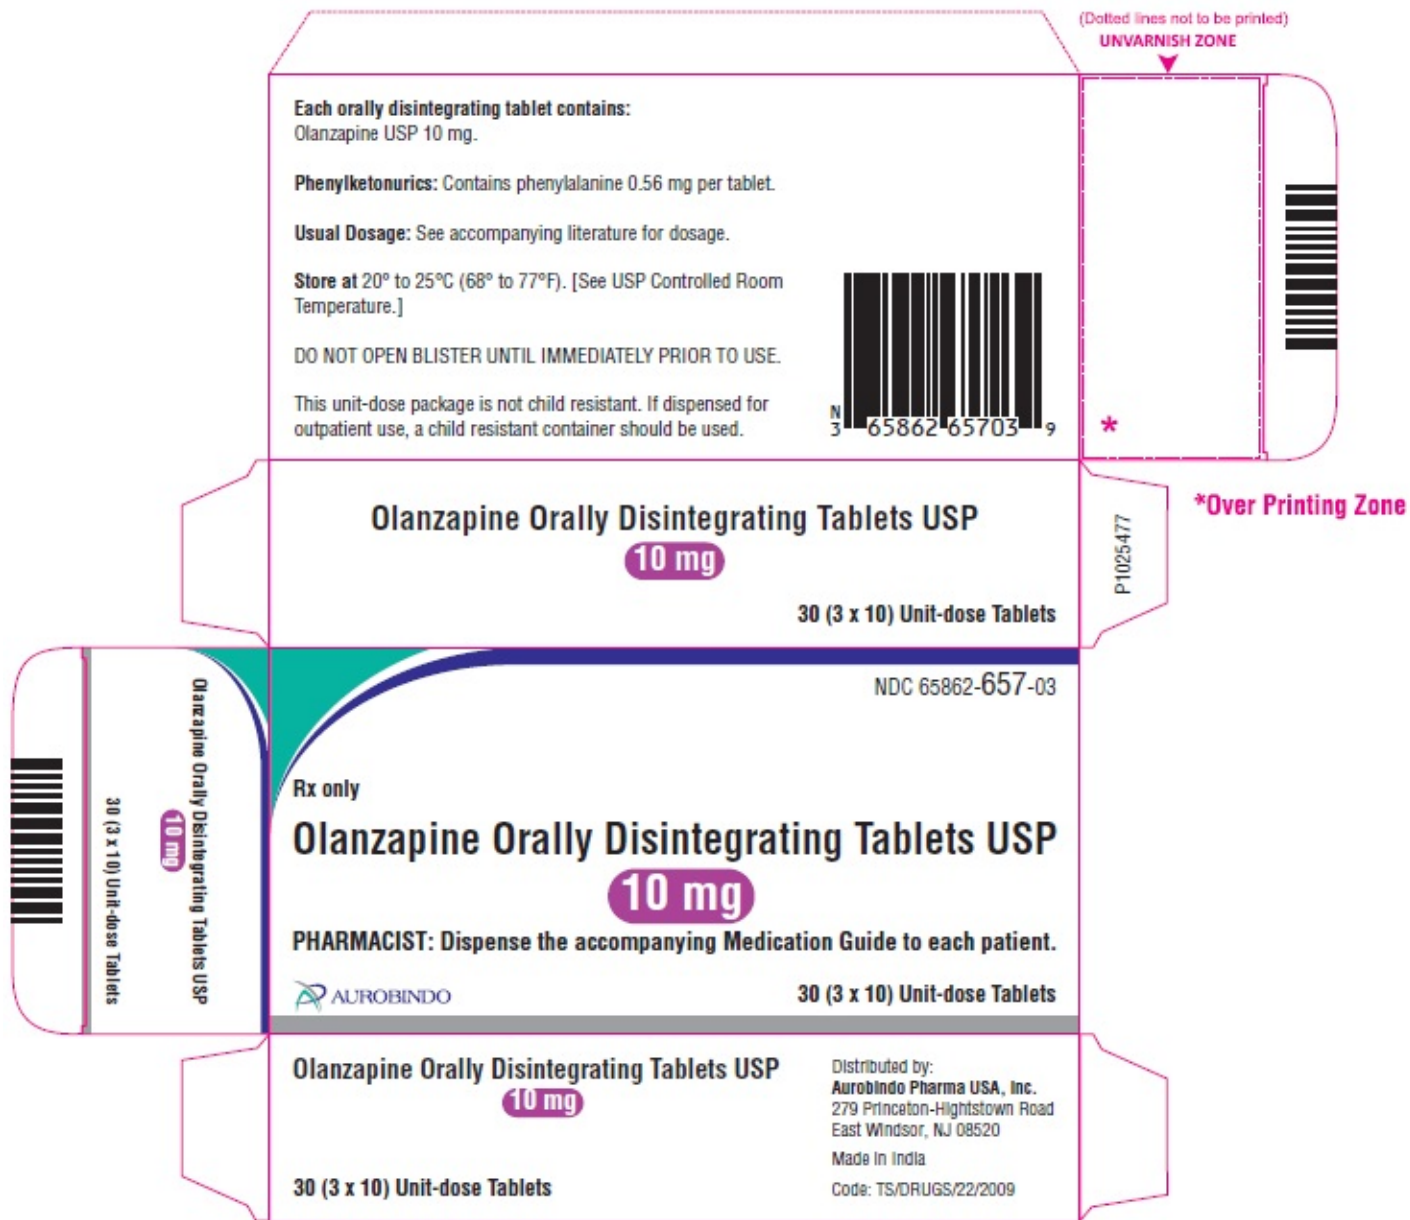 (Dotted lines not to be printed)
UNVARNISH ZONE
Each orally disintegrating tablet contains:
Olanzapine USP 10 mg.
Phenylketonurics: Contains phenylalanine 0.56 mg per tablet.
Usual Dosage: See accompanying literature for dosage.
Store at 20° to 25°C (68° to 77°F). [See USP Controlled Room
Temperature.]
DO NOT OPEN BLISTER UNTIL IMMEDIATELY PRIOR TO USE.
This unit-dose package is not child resistant. If dispensed for
outpatient use, a child resistant container should be used.
N
3 65862 65703 9
*
*Over Printing Zone
Olanzapine Orally Disintegrating Tablets USP
10 mg
30 (3 x 10) Unit-dose Tablets
P1025477
Olanzapine Orally Disintegrating Tablets USP
10 mg
30 (3 x 10) Unit-dose Tablets
NDC 65862-657-03
Rx only
Olanzapine Orally Disintegrating Tablets USP
10 mg
PHARMACIST: Dispense the accompanying Medication Guide to each patient.
AUROBINDO
30 (3 x 10) Unit-dose Tablets
Olanzapine Orally Disintegrating Tablets USP
10 mg
30 (3 x 10) Unit-dose Tablets
Distributed by:
Aurobindo Pharma USA, Inc.
279 Princeton-Hightstown Road
East Windsor, NJ 08520
Made in India
Code: TS/DRUGS/22/2009